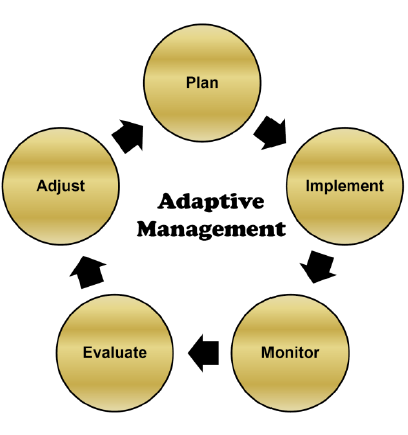 Plan
Implement
Monitor
Evaluate
Adjust
Adaptive
Management